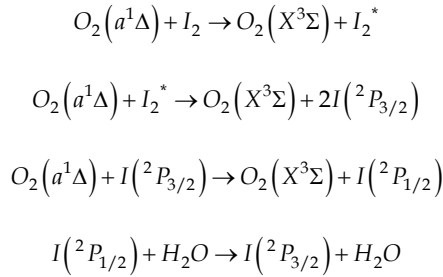 O₂(a¹Δ) + I₂ → O₂(X³Σ) + I₂*
O₂(a¹Δ) + I₂* → O₂(X³Σ) + 2I(²P₃/₂)
O₂(a¹Δ) + I(²P₃/₂) → O₂(X³Σ) + I(²P₁/₂)
I(²P₁/₂) + H₂O → I(²P₃/₂) + H₂O